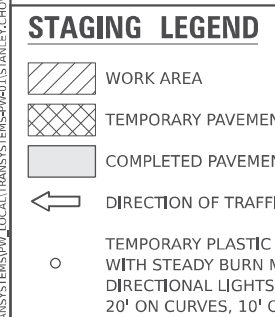 STAGING LEGEND
WORK AREA
TEMPORARY PAVEMEN
COMPLETED PAVEMEN
DIRECTION OF TRAFF
TEMPORARY PLASTIC
WITH STEADY BURN
DIRECTIONAL LIGHTS
20' ON CURVES, 10'